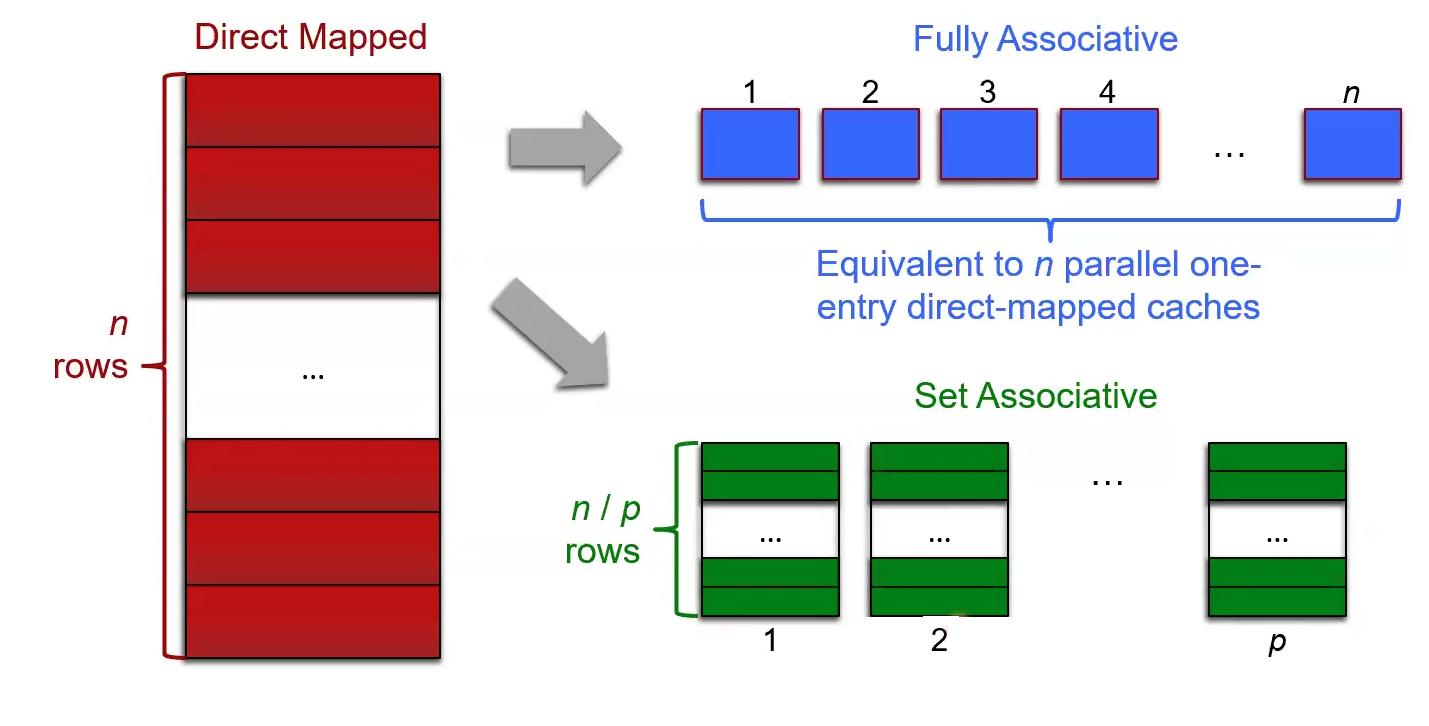 Direct Mapped
n
rows
...
Fully Associative
1 2 3 4 ... n
Equivalent to n parallel one-
entry direct-mapped caches
Set Associative
n / p
rows
... ... ... ...
1 2 p